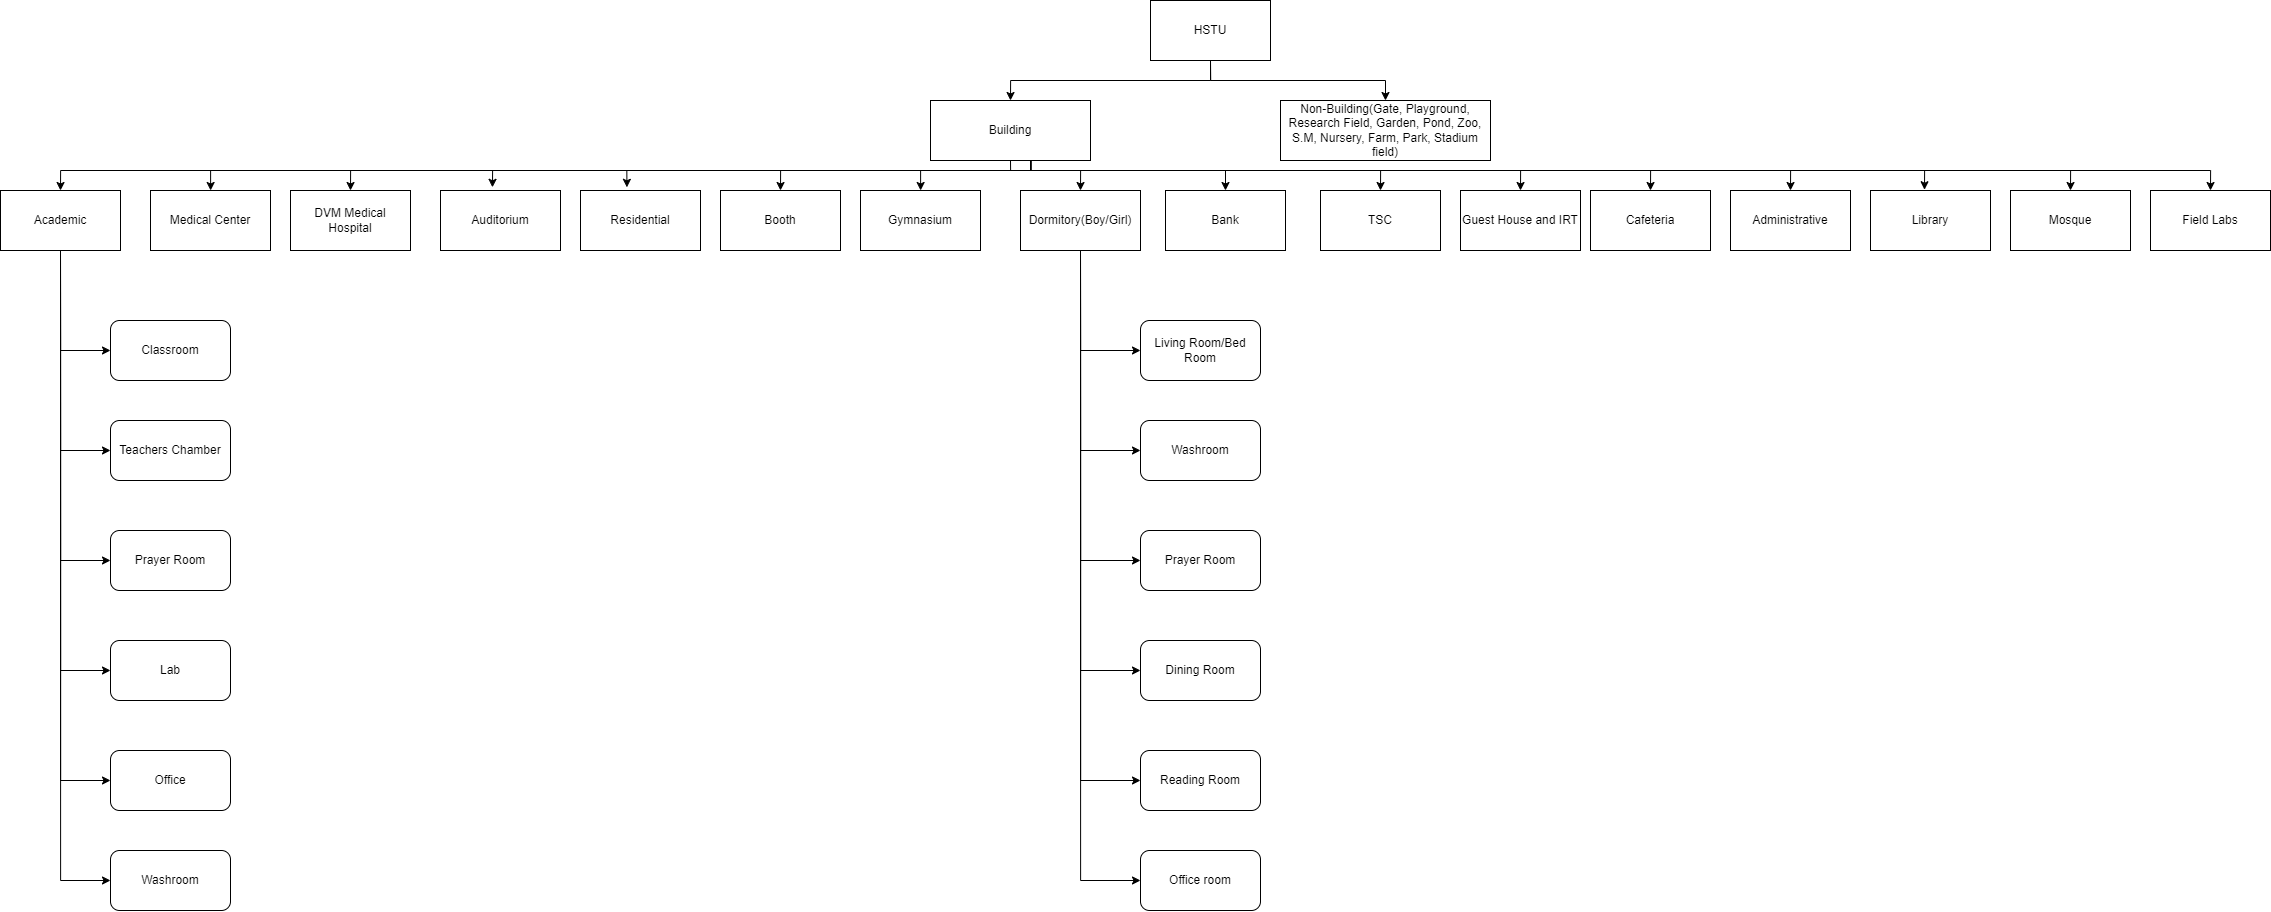 HSTU
Building
Non-Building(Gate, Playground,
Research Field, Garden, Pond, Zoo,
S.M, Nursery, Farm, Park, Stadium
field)
Academic
Medical Center
DVM Medical
Hospital
Auditorium
Residential
Booth
Gymnasium
Dormitory(Boy/Girl)
Bank
TSC
Guest House and IRT
Cafeteria
Administrative
Library
Mosque
Field Labs
Classroom
Teachers Chamber
Prayer Room
Lab
Office
Washroom
Living Room/Bed
Room
Washroom
Prayer Room
Dining Room
Reading Room
Office room